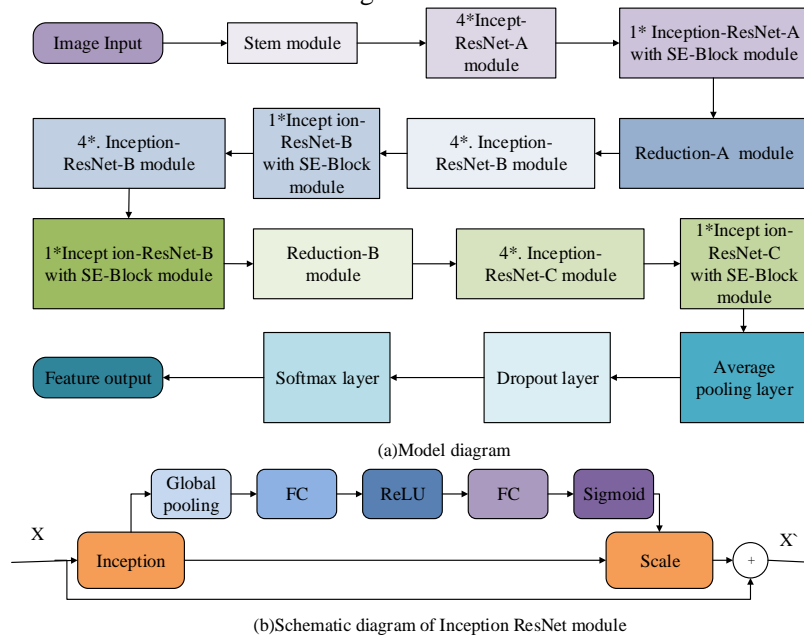 Image Input
Stem module
4*Incept-
ResNet-A
module
1* Inception-ResNet-A
with SE-Block module
4*. Inception-
ResNet-B module
1*Incept ion-
ResNet-B
with SE-Block
module
4*. Inception-
ResNet-B module
Reduction-A module
1*Incept ion-ResNet-B
with SE-Block module
Reduction-B
module
4*. Inception-
ResNet-C module
1*Incept ion-
ResNet-C
with SE-Block
module
Feature output
Softmax layer
Dropout layer
Average
pooling layer
(a)Model diagram
Global
pooling
FC
ReLU
FC
Sigmoid
X
Inception
Scale
+
X`
(b)Schematic diagram of Inception ResNet module